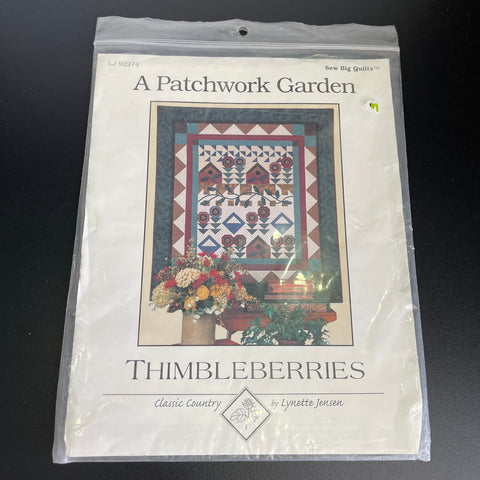 LJ 92274
Sew Big Quilts™
A Patchwork Garden
THIMBLEBERRIES
Classic Country by Lynette Jensen